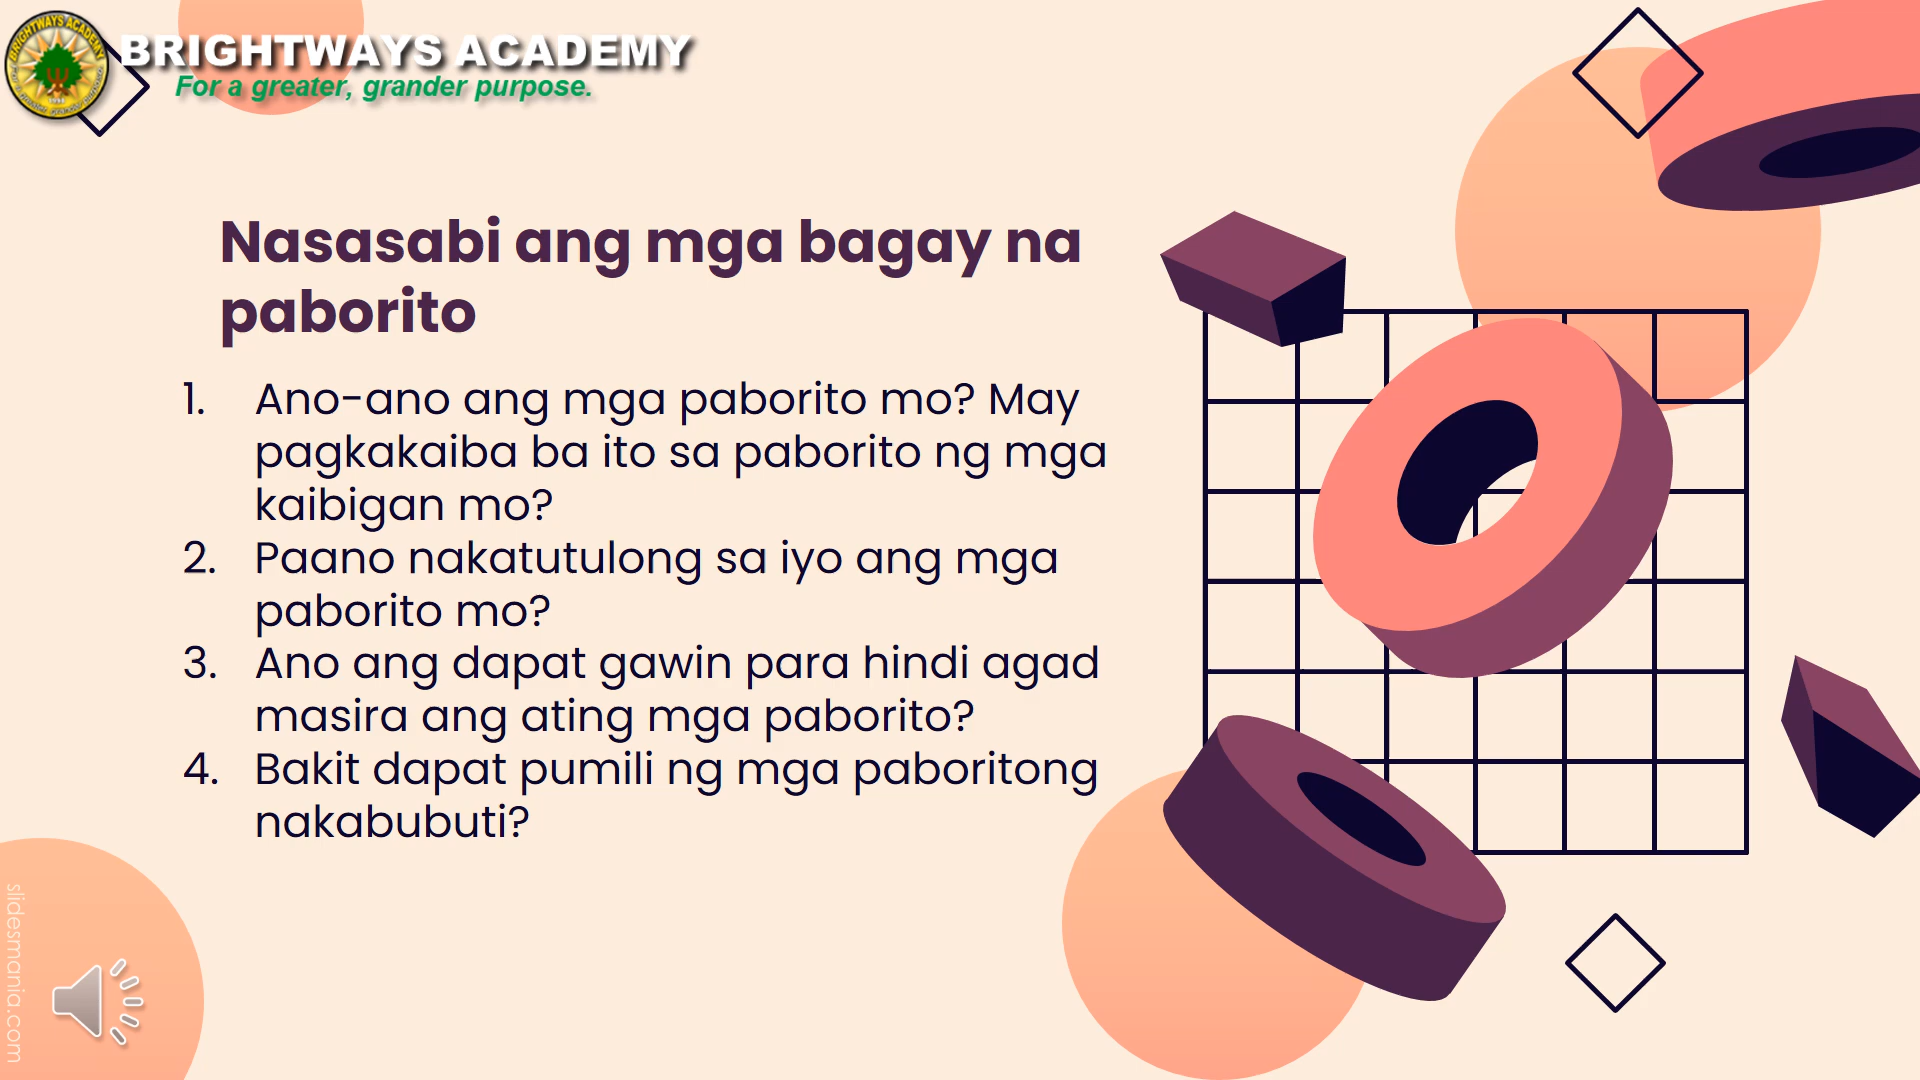 BRIGHTWAYS ACADEMY
For a greater, grander purpose.
Nasasabi ang mga bagay na
paborito
1. Ano-ano ang mga paborito mo? May
pagkakaiba ba ito sa paborito ng mga
kaibigan mo?
2. Paano nakatutulong sa iyo ang mga
paborito mo?
3. Ano ang dapat gawin para hindi agad
masira ang ating mga paborito?
4. Bakit dapat pumili ng mga paboritong
nakabubuti?
slidesmania.com